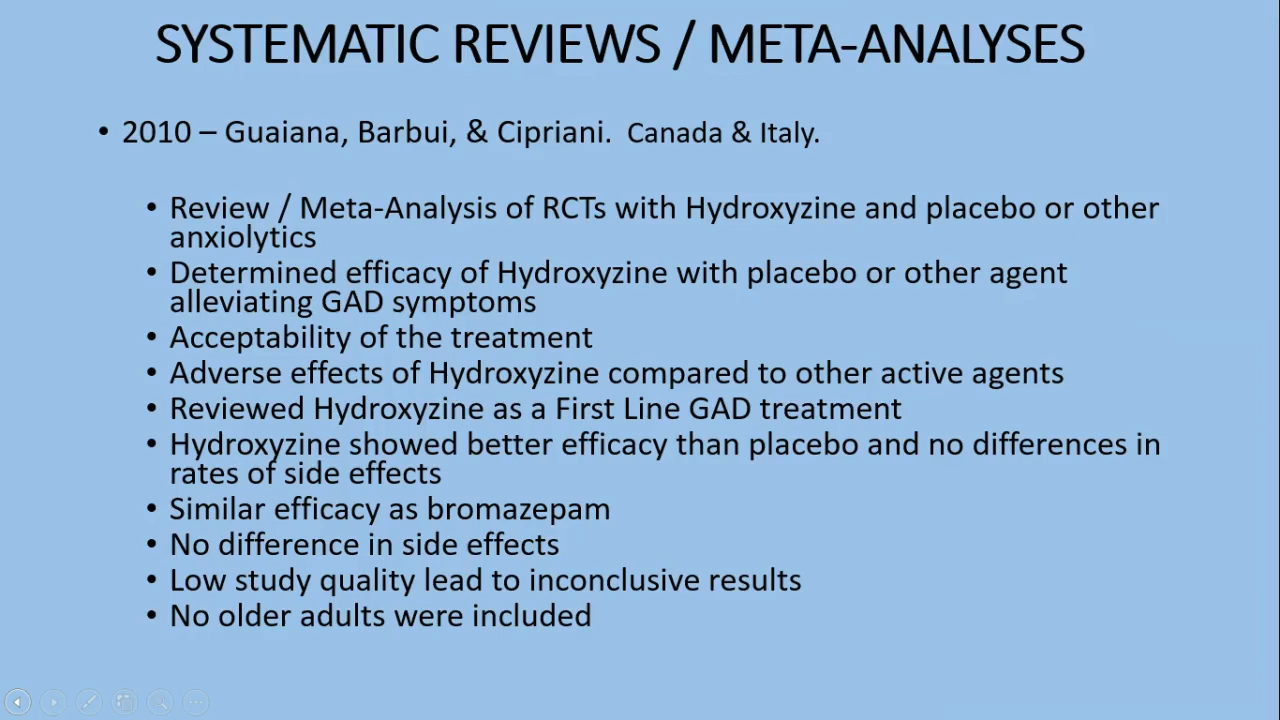 SYSTEMATIC REVIEWS / META-ANALYSES
• 2010 – Guaiana, Barbui, & Cipriani. Canada & Italy.
• Review / Meta-Analysis of RCTs with Hydroxyzine and placebo or other
anxiolytics
• Determined efficacy of Hydroxyzine with placebo or other agent
alleviating GAD symptoms
• Acceptability of the treatment
• Adverse effects of Hydroxyzine compared to other active agents
• Reviewed Hydroxyzine as a First Line GAD treatment
• Hydroxyzine showed better efficacy than placebo and no differences in
rates of side effects
• Similar efficacy as bromazepam
• No difference in side effects
• Low study quality lead to inconclusive results
• No older adults were included